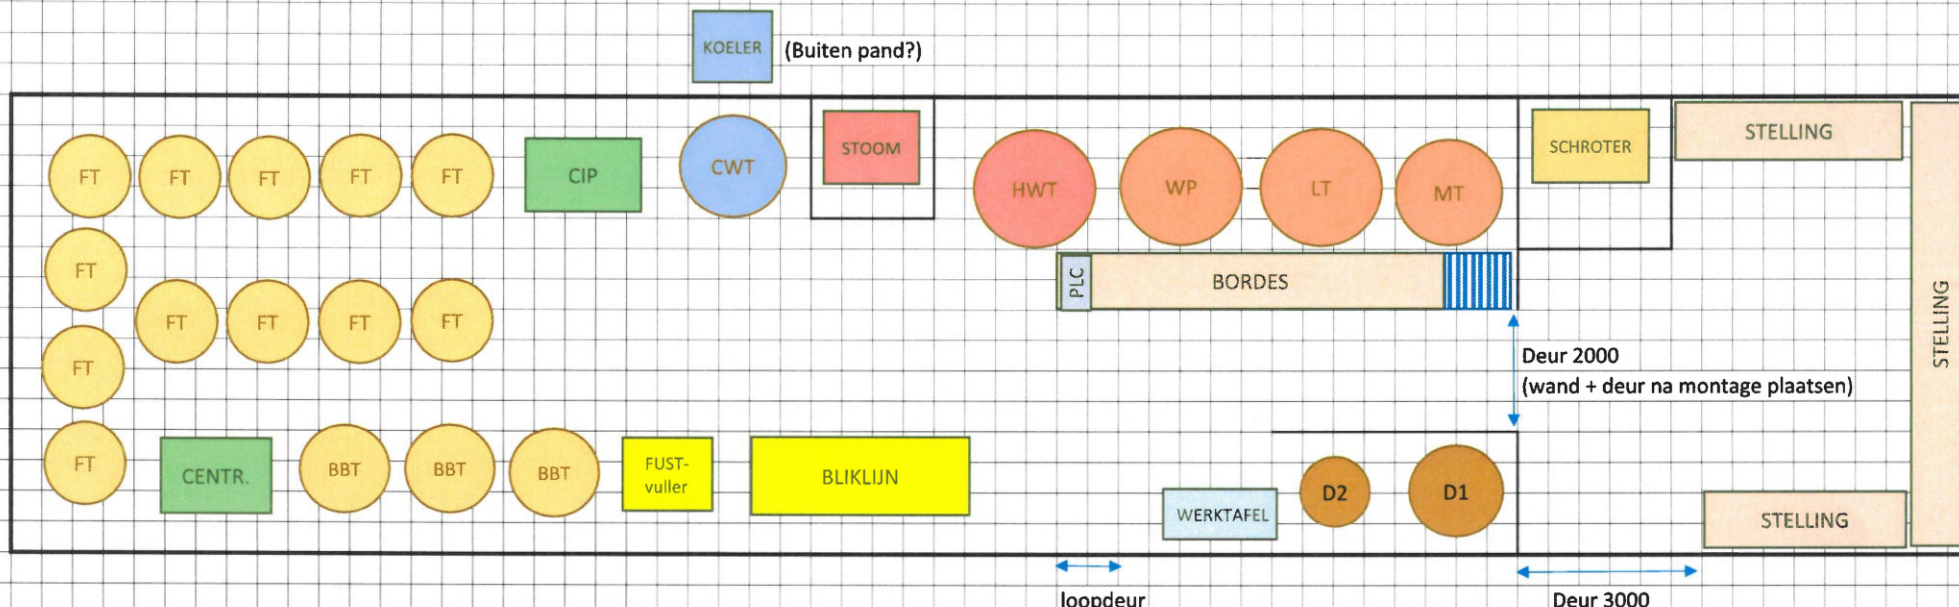 KOELER
(Buiten pand?)
FT
FT
FT
FT
FT
CIP
CWT
STOOM
HWT
WP
LT
MT
SCHROTER
STELLING
FT
FT
FT
FT
FT
PLC
BORDES
STELLING
FT
Deur 2000
(wand + deur na montage plaatsen)
FT
CENTR.
BBT
BBT
BBT
FUST-
vuller
BLIKLIJN
WERKTAFEL
D2
D1
STELLING
loopdeur
Deur 3000